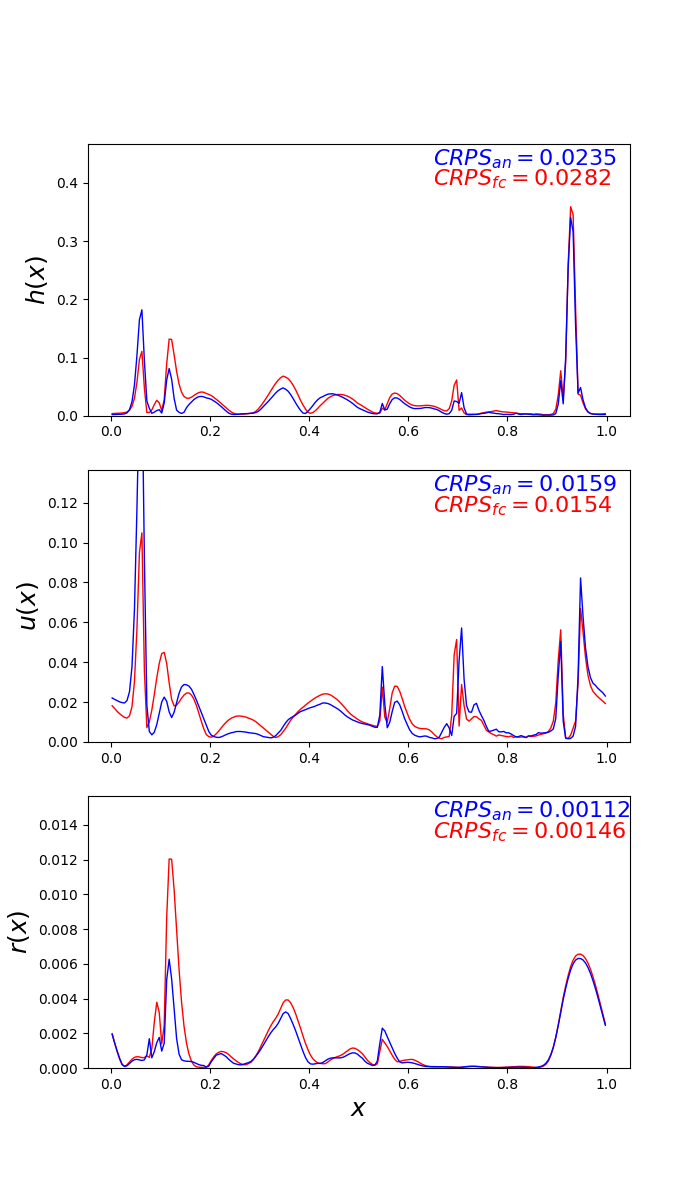 CRPS_an = 0.0235
CRPS_fc = 0.0282
0.4
0.3
0.2
0.1
0.0
h(x)
0.0 0.2 0.4 0.6 0.8 1.0
CRPS_an = 0.0159
CRPS_fc = 0.0154
0.12
0.10
0.08
0.06
0.04
0.02
0.00
u(x)
0.0 0.2 0.4 0.6 0.8 1.0
CRPS_an = 0.00112
CRPS_fc = 0.00146
0.014
0.012
0.010
0.008
0.006
0.004
0.002
0.000
r(x)
0.0 0.2 0.4 0.6 0.8 1.0
x